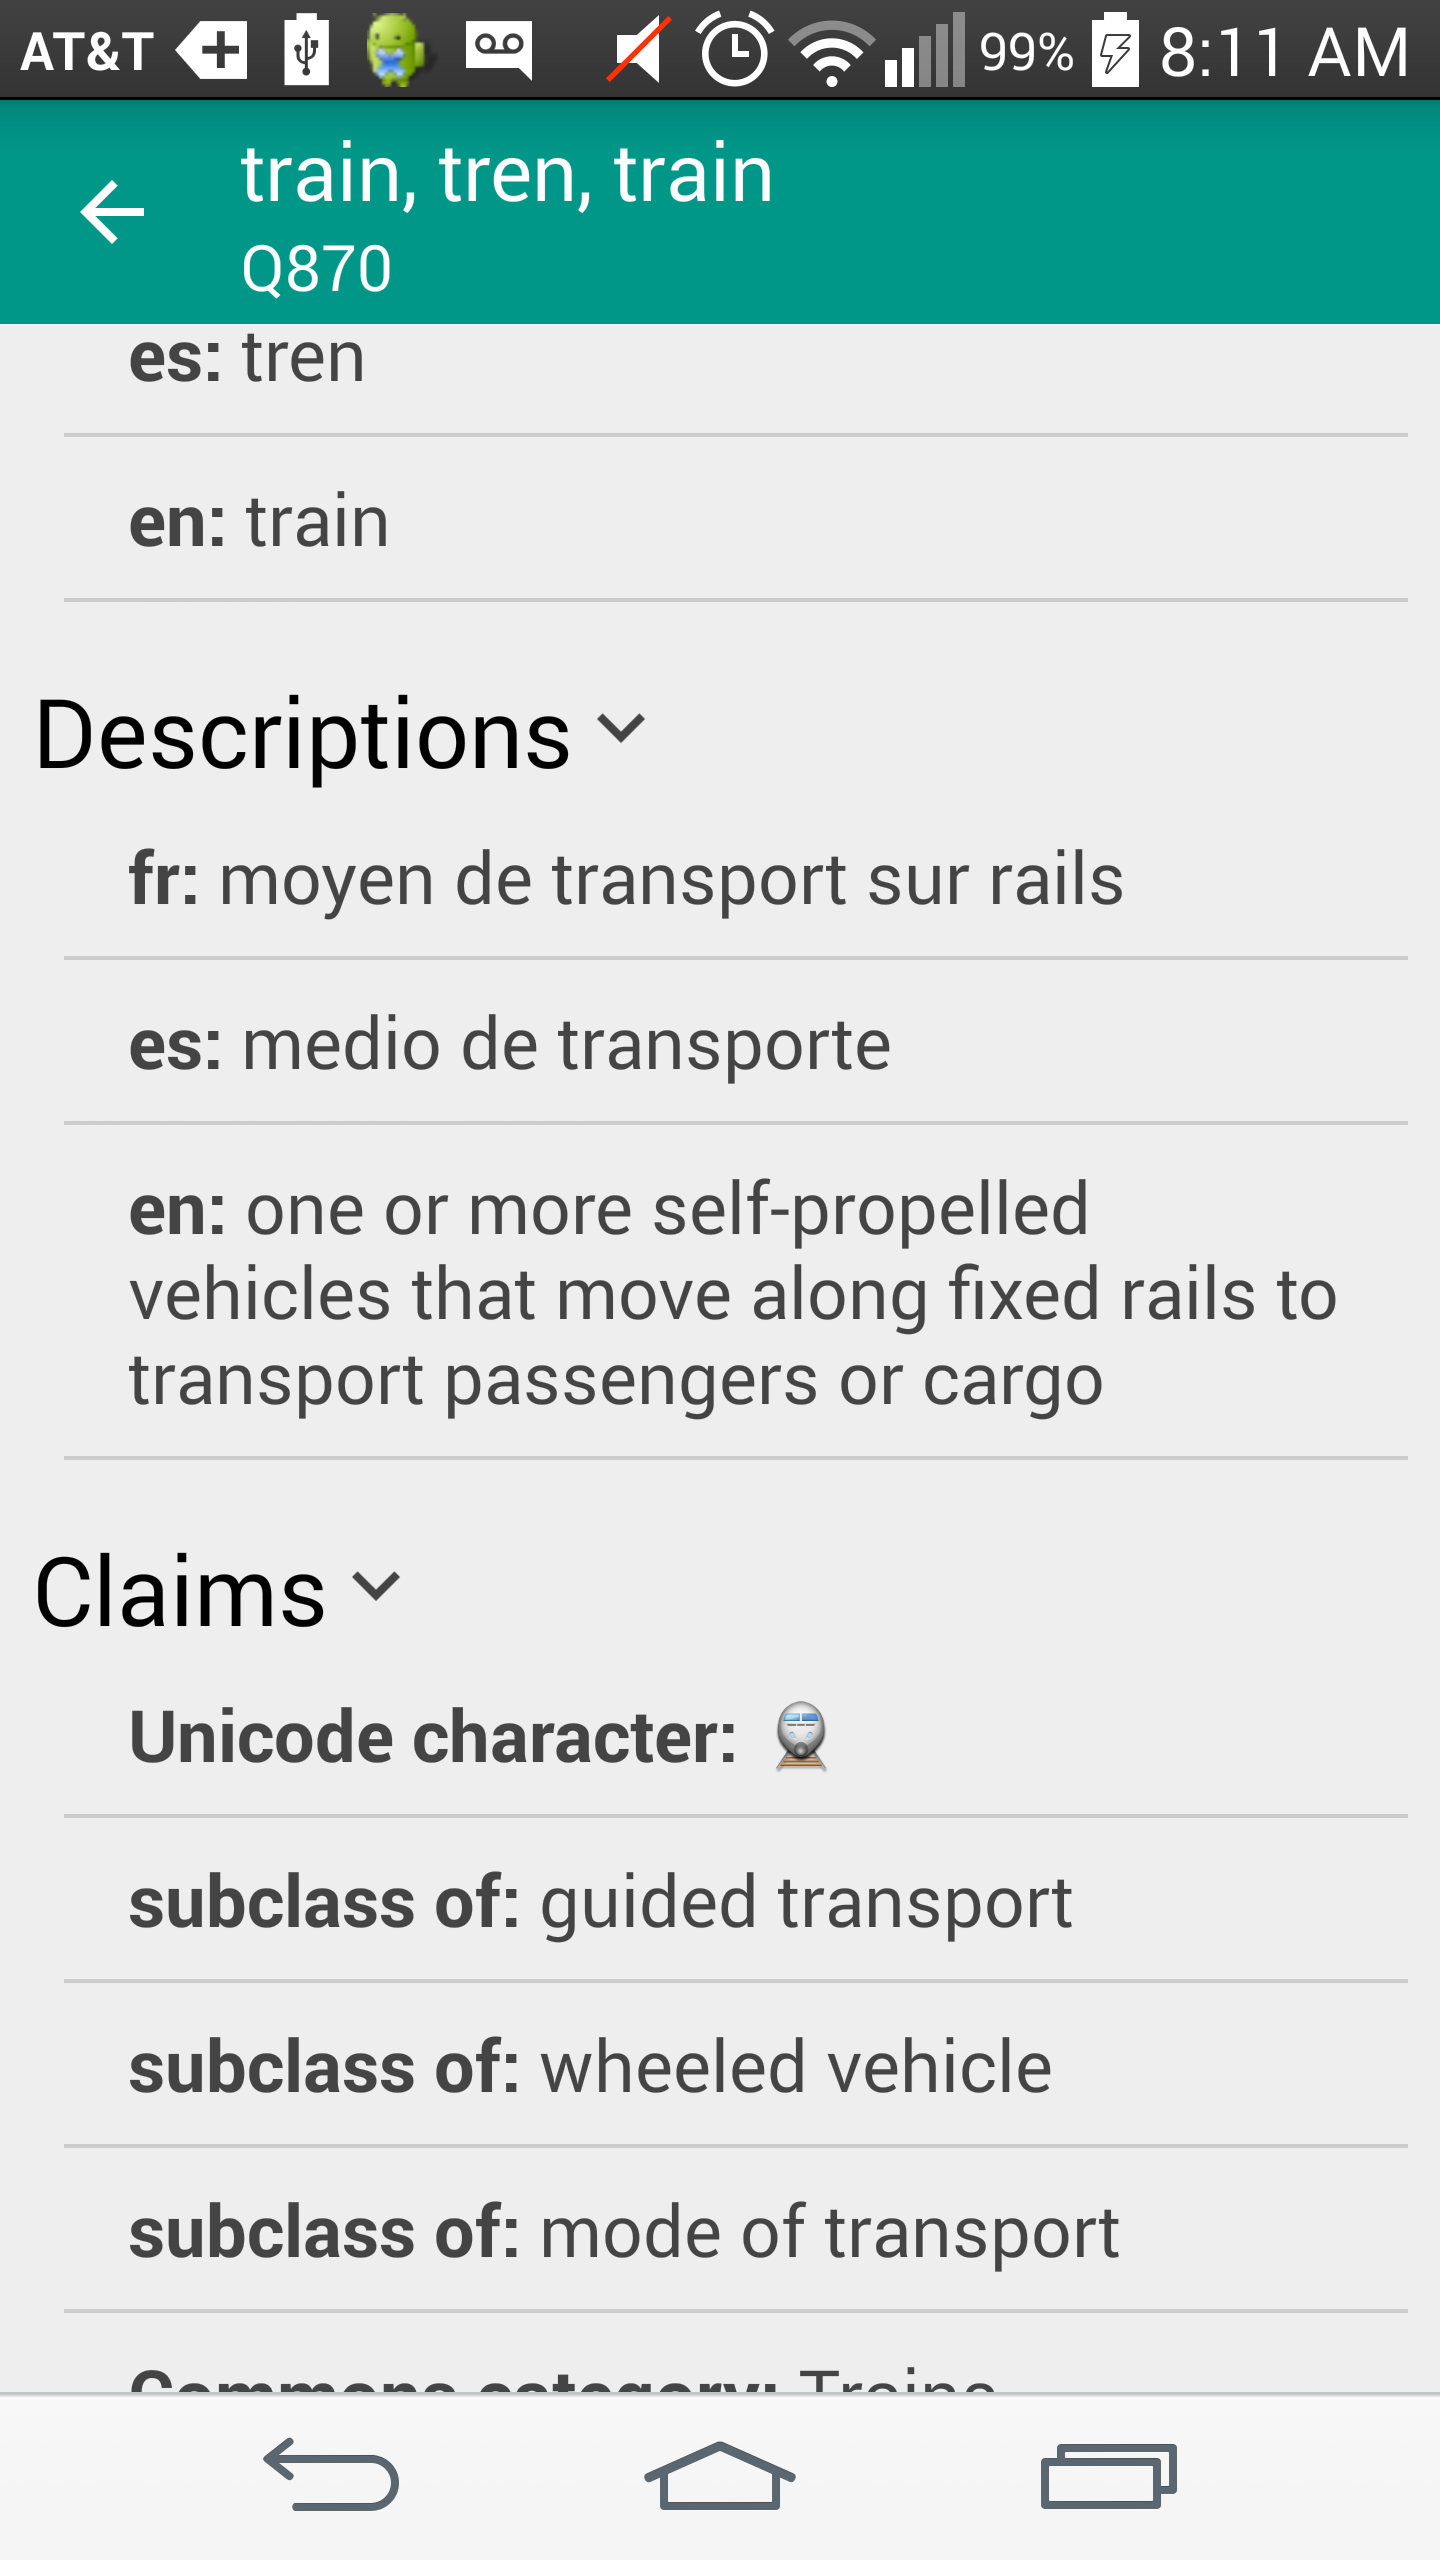 AT&T 99% 8:11 AM
train, tren, train
Q870
es: tren
en: train
Descriptions
fr: moyen de transport sur rails
es: medio de transporte
en: one or more self-propelled
vehicles that move along fixed rails to
transport passengers or cargo
Claims
Unicode character: 🚆
subclass of: guided transport
subclass of: wheeled vehicle
subclass of: mode of transport
Commons category: Trains